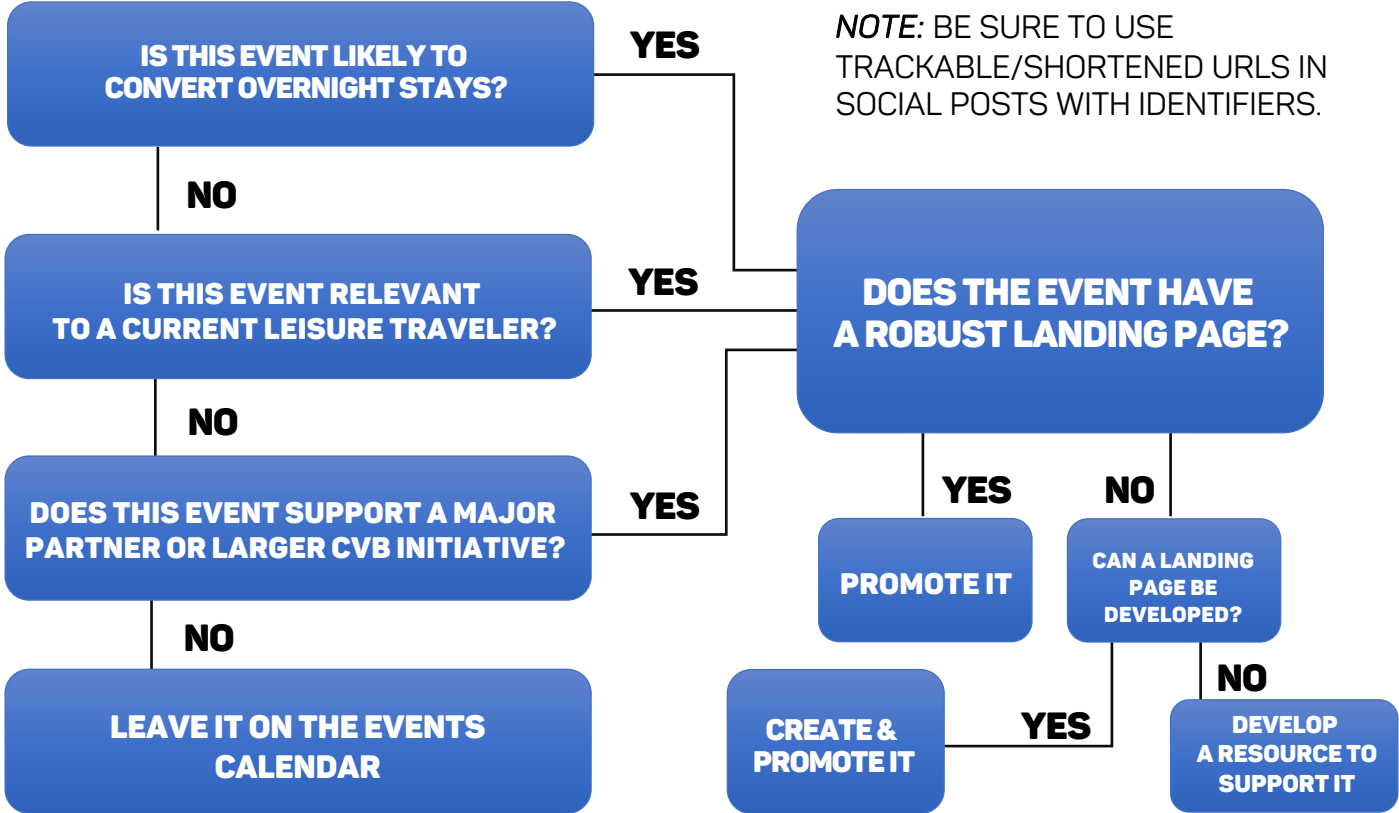 IS THIS EVENT LIKELY TO
CONVERT OVERNIGHT STAYS?
YES
NOTE: BE SURE TO USE
TRACKABLE/SHORTENED URLS IN
SOCIAL POSTS WITH IDENTIFIERS.
NO
IS THIS EVENT RELEVANT
TO A CURRENT LEISURE TRAVELER?
YES
DOES THE EVENT HAVE
A ROBUST LANDING PAGE?
NO
DOES THIS EVENT SUPPORT A MAJOR
PARTNER OR LARGER CVB INITIATIVE?
YES
YES
NO
PROMOTE IT
CAN A LANDING
PAGE BE
DEVELOPED?
NO
LEAVE IT ON THE EVENTS
CALENDAR
CREATE &
PROMOTE IT
YES
NO
DEVELOP
A RESOURCE TO
SUPPORT IT